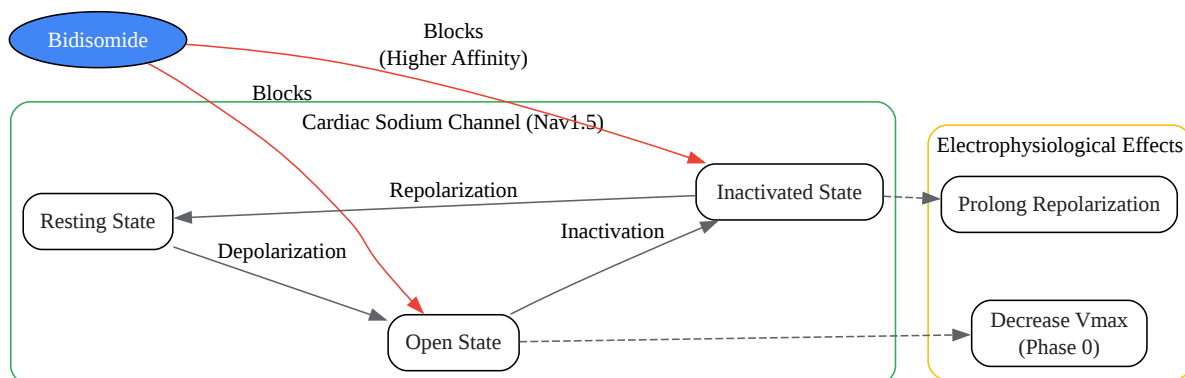 Bidisomide
Blocks
(Higher Affinity)
Blocks
Cardiac Sodium Channel (Nav1.5)
Electrophysiological Effects
Repolarization
Inactivated State
Prolong Repolarization
Resting State
Inactivation
Depolarization
Open State
Decrease Vmax
(Phase 0)